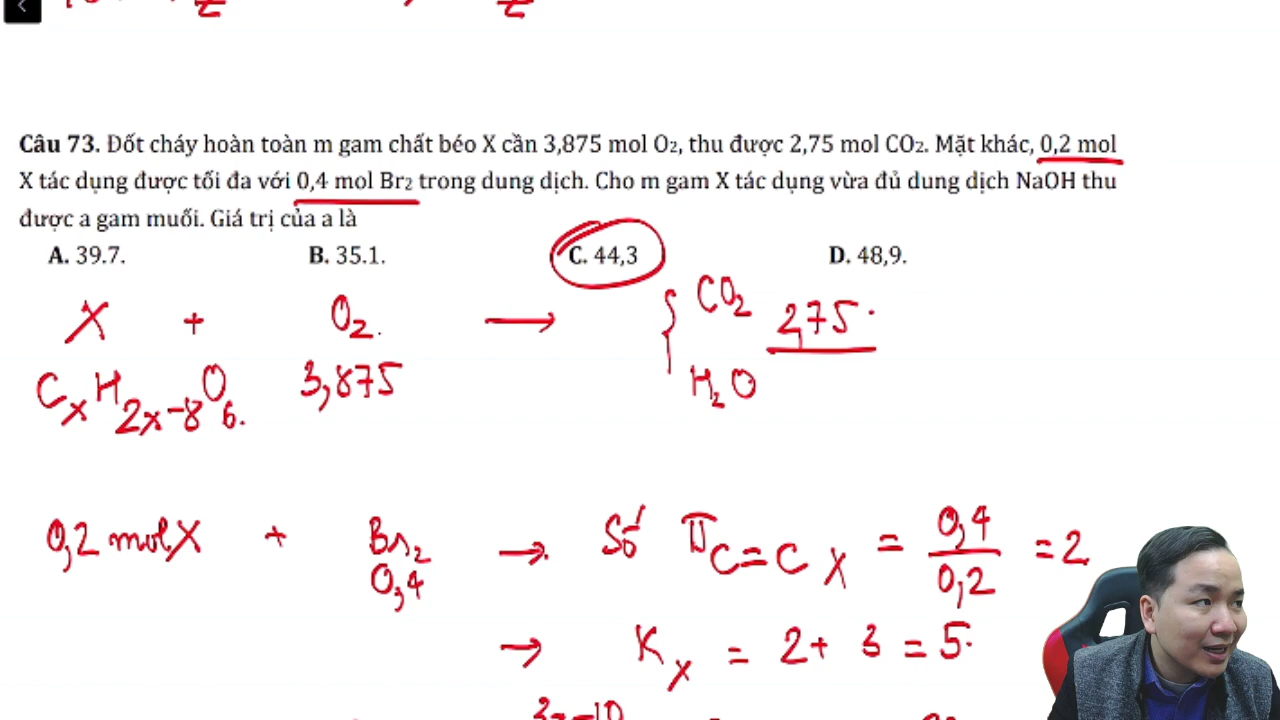 Câu 73. Đốt cháy hoàn toàn m gam chất béo X cần 3,875 mol O₂, thu được 2,75 mol CO₂. Mặt khác, 0,2 mol
X tác dụng được tối đa với 0,4 mol Br₂ trong dung dịch. Cho m gam X tác dụng vừa đủ dung dịch NaOH thu
được a gam muối. Giá trị của a là
A. 39.7. B. 35.1. C. 44,3 D. 48,9.
X + O₂ → { CO₂ 2,75
CₓH₂ₓ₋₈O₆. 3,875 H₂O
0,2 mol X + Br₂ → Số π C=C X = 0,4 / 0,2 = 2
0,4
→ Kₓ = 2 + 3 = 5.